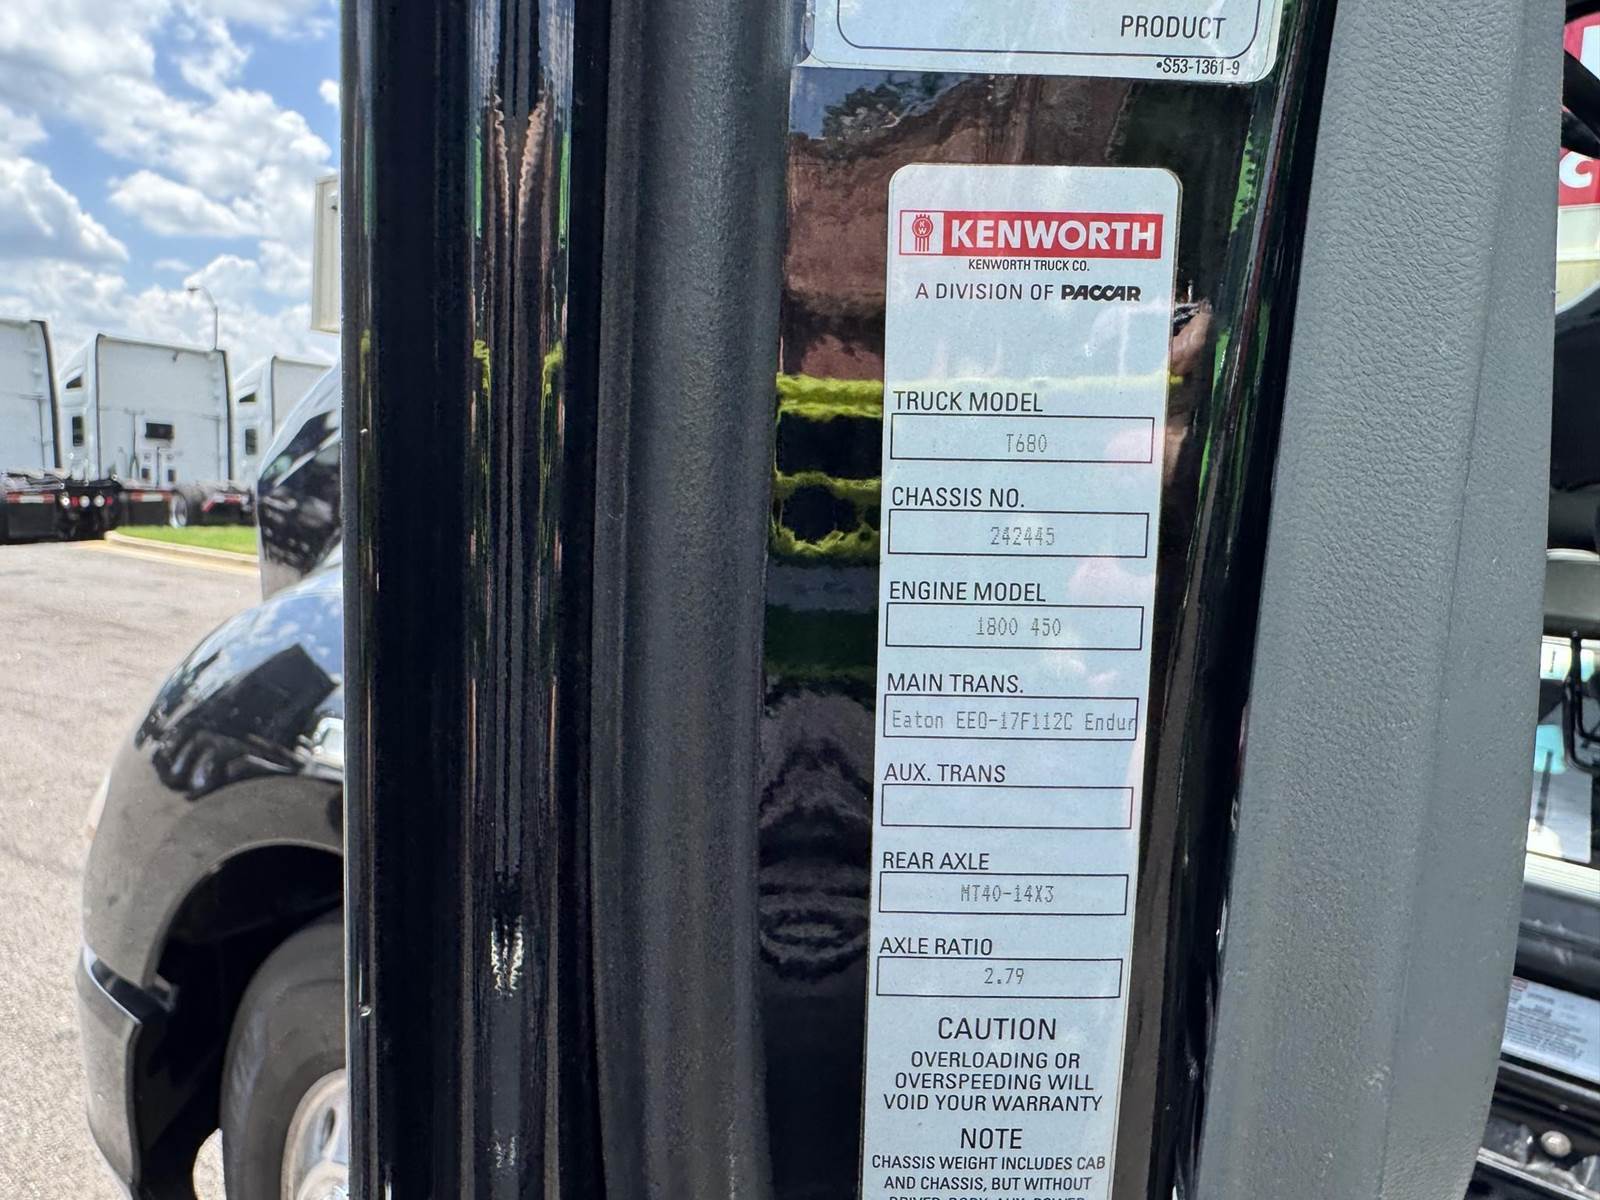 PRODUCT
•S53-1361-9
KENWORTH
KENWORTH TRUCK CO.
A DIVISION OF PACCAR
TRUCK MODEL
T680
CHASSIS NO.
242445
ENGINE MODEL
1800 450
MAIN TRANS.
Eaton EEO-17F112C Endur
AUX. TRANS
REAR AXLE
MT40-14X3
AXLE RATIO
2.79
CAUTION
OVERLOADING OR
OVERSPEEDING WILL
VOID YOUR WARRANTY
NOTE
CHASSIS WEIGHT INCLUDES CAB
AND CHASSIS, BUT WITHOUT